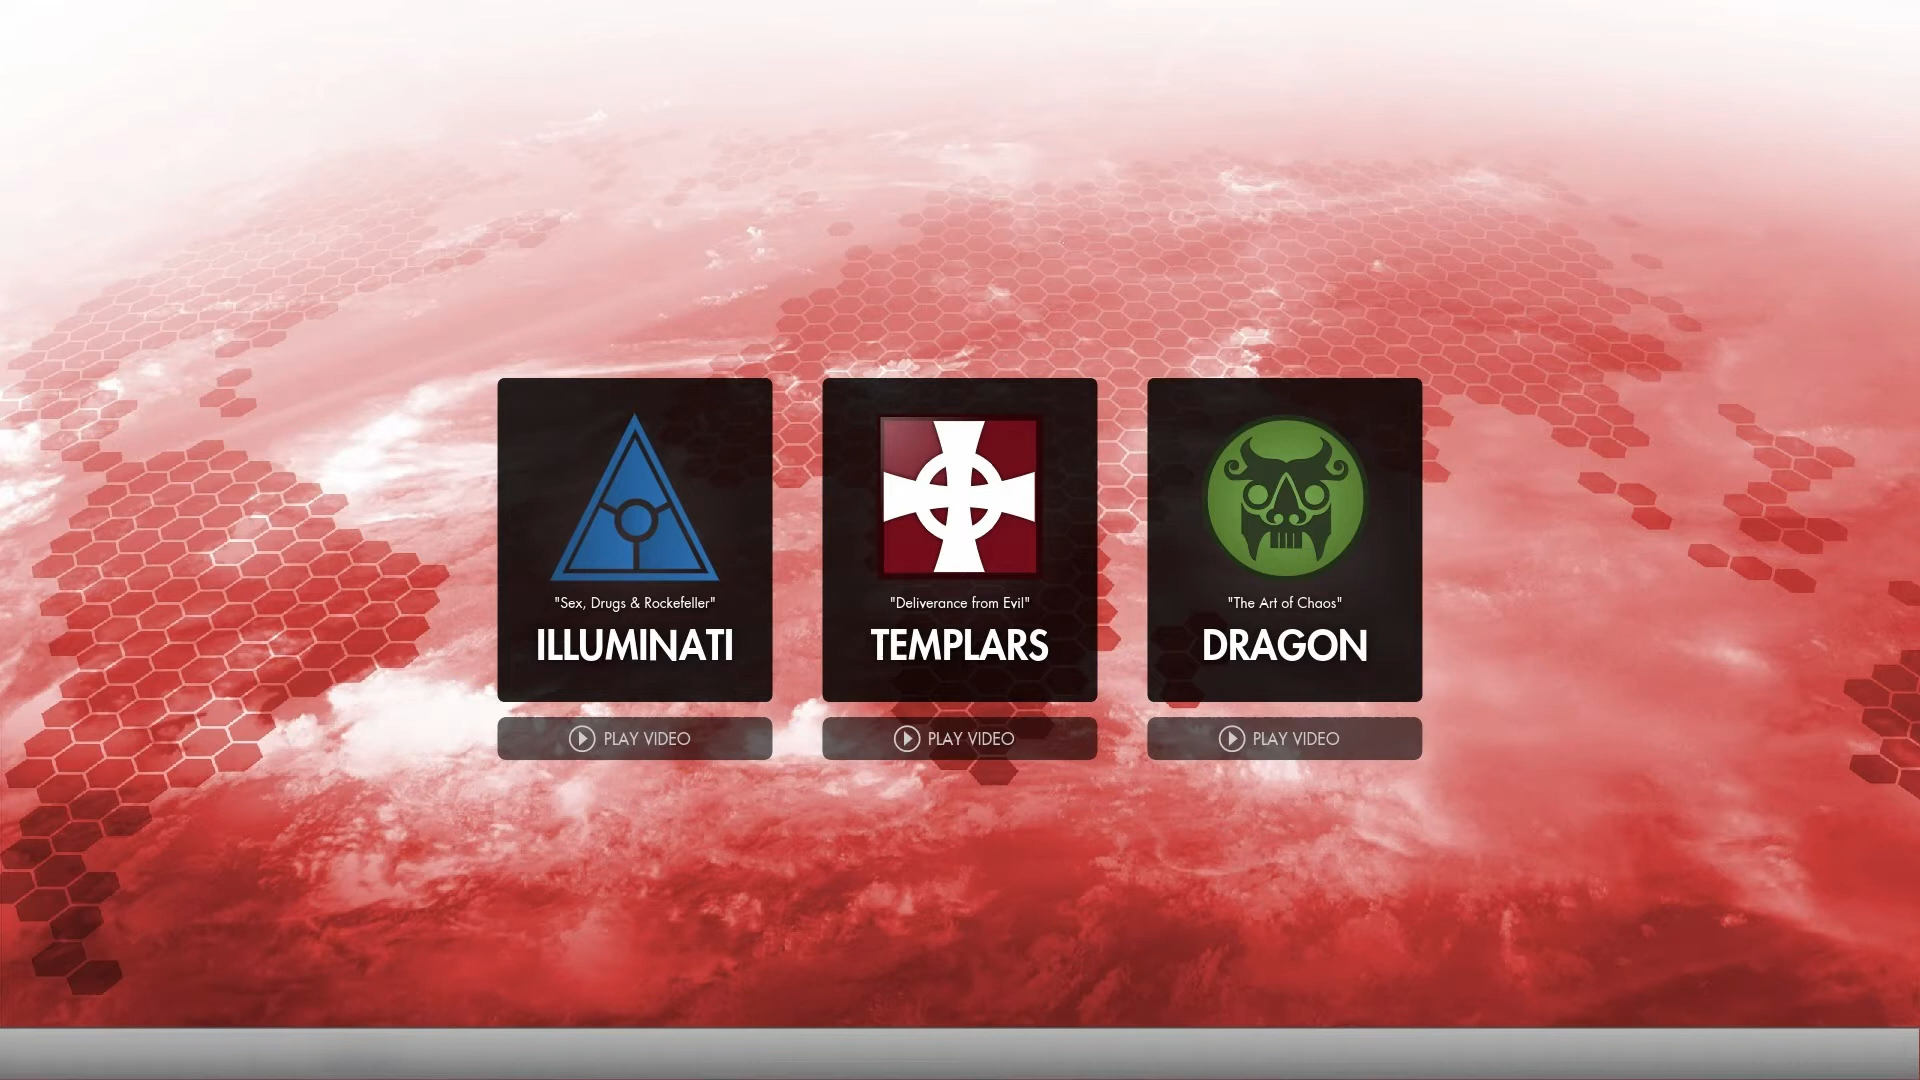 "Sex, Drugs & Rockefeller"
ILLUMINATI
PLAY VIDEO
"Deliverance from Evil"
TEMPLARS
PLAY VIDEO
"The Art of Chaos"
DRAGON
PLAY VIDEO